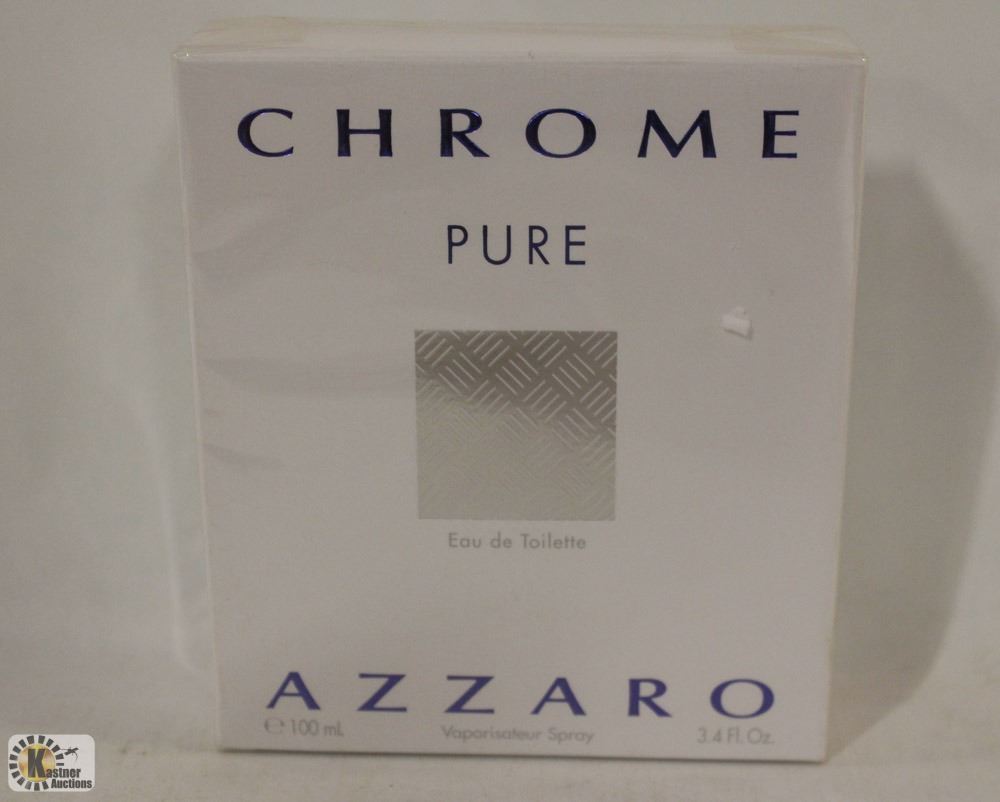 CHROME
PURE
Eau de Toilette
AZZARO
℮ 100 mL Vaporisateur Spray 3.4 Fl. Oz.
Kastner
Auctions